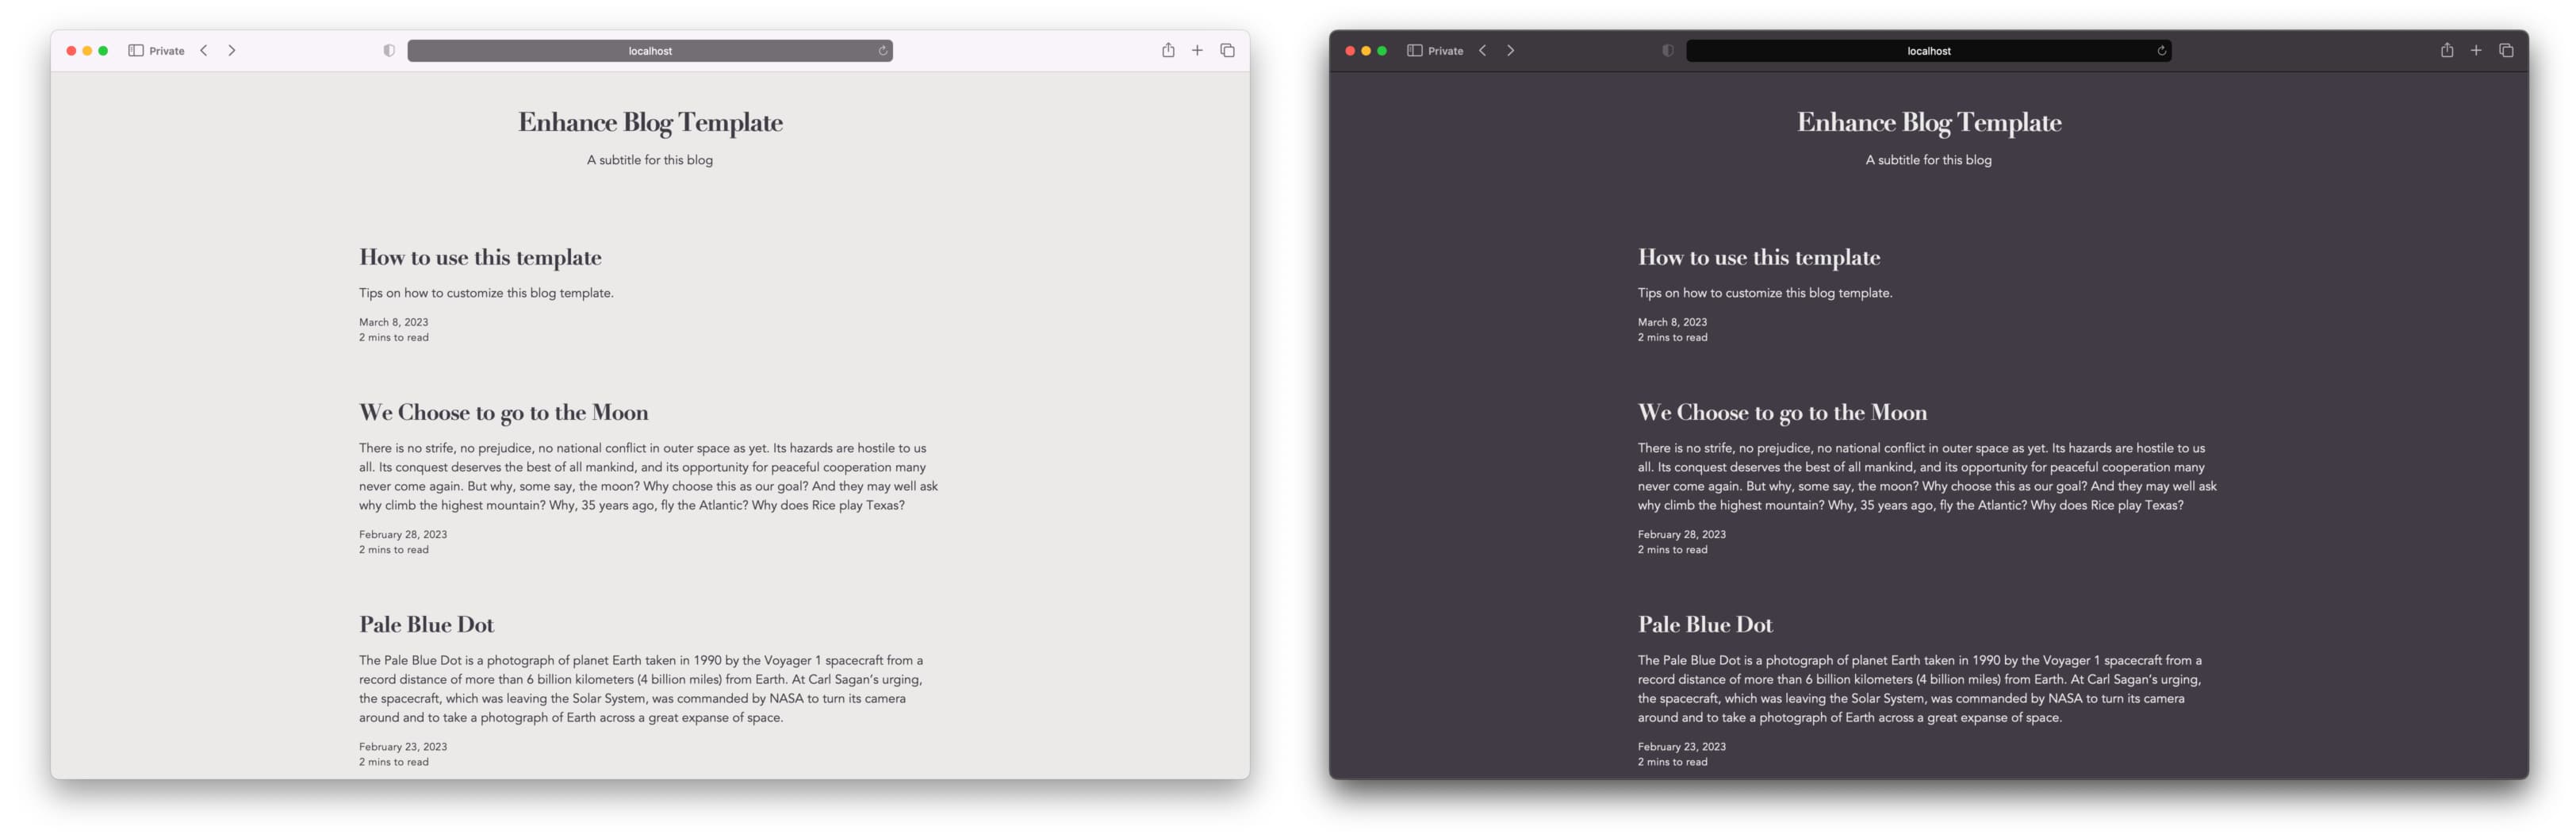 Private
localhost
Enhance Blog Template
A subtitle for this blog
How to use this template
Tips on how to customize this blog template.
March 8, 2023
2 mins to read
We Choose to go to the Moon
There is no strife, no prejudice, no national conflict in outer space as yet. Its hazards are hostile to us
all. Its conquest deserves the best of all mankind, and its opportunity for peaceful cooperation many
never come again. But why, some say, the moon? Why choose this as our goal? And they may well ask
why climb the highest mountain? Why, 35 years ago, fly the Atlantic? Why does Rice play Texas?
February 28, 2023
2 mins to read
Pale Blue Dot
The Pale Blue Dot is a photograph of planet Earth taken in 1990 by the Voyager 1 spacecraft from a
record distance of more than 6 billion kilometers (4 billion miles) from Earth. At Carl Sagan’s urging,
the spacecraft, which was leaving the Solar System, was commanded by NASA to turn its camera
around and to take a photograph of Earth across a great expanse of space.
February 23, 2023
2 mins to read
Private
localhost
Enhance Blog Template
A subtitle for this blog
How to use this template
Tips on how to customize this blog template.
March 8, 2023
2 mins to read
We Choose to go to the Moon
There is no strife, no prejudice, no national conflict in outer space as yet. Its hazards are hostile to us
all. Its conquest deserves the best of all mankind, and its opportunity for peaceful cooperation many
never come again. But why, some say, the moon? Why choose this as our goal? And they may well ask
why climb the highest mountain? Why, 35 years ago, fly the Atlantic? Why does Rice play Texas?
February 28, 2023
2 mins to read
Pale Blue Dot
The Pale Blue Dot is a photograph of planet Earth taken in 1990 by the Voyager 1 spacecraft from a
record distance of more than 6 billion kilometers (4 billion miles) from Earth. At Carl Sagan’s urging,
the spacecraft, which was leaving the Solar System, was commanded by NASA to turn its camera
around and to take a photograph of Earth across a great expanse of space.
February 23, 2023
2 mins to read